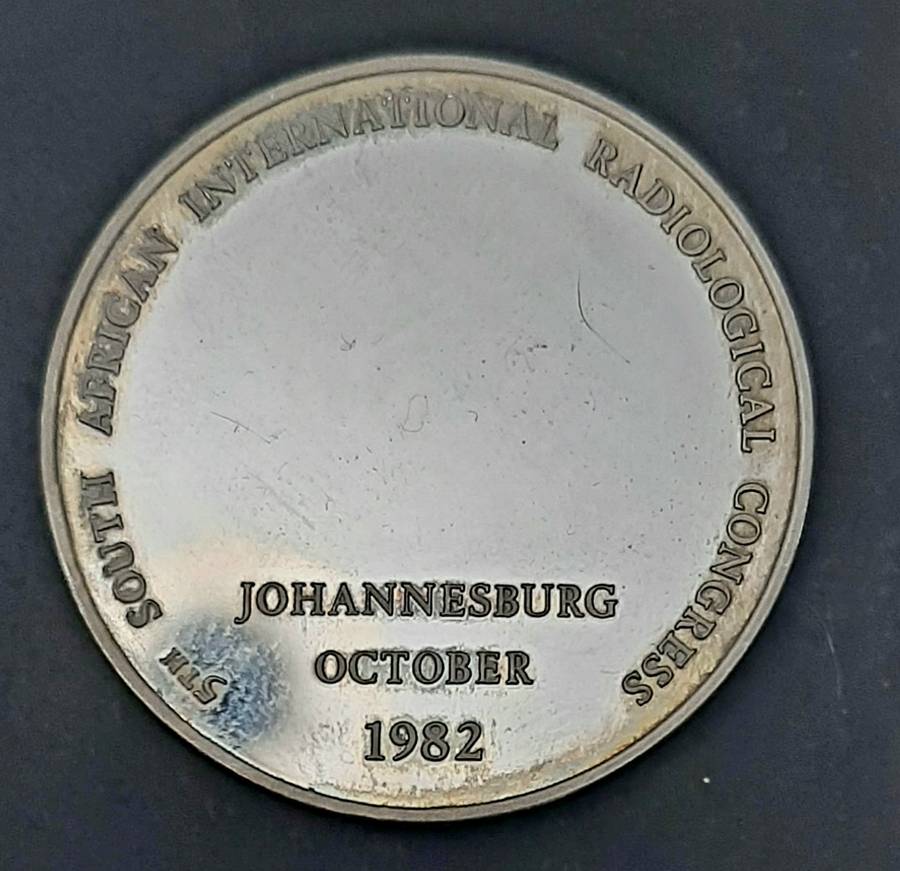 5TH SOUTH AFRICAN INTERNATIONAL RADIOLOGICAL CONGRESS
JOHANNESBURG
OCTOBER
1982